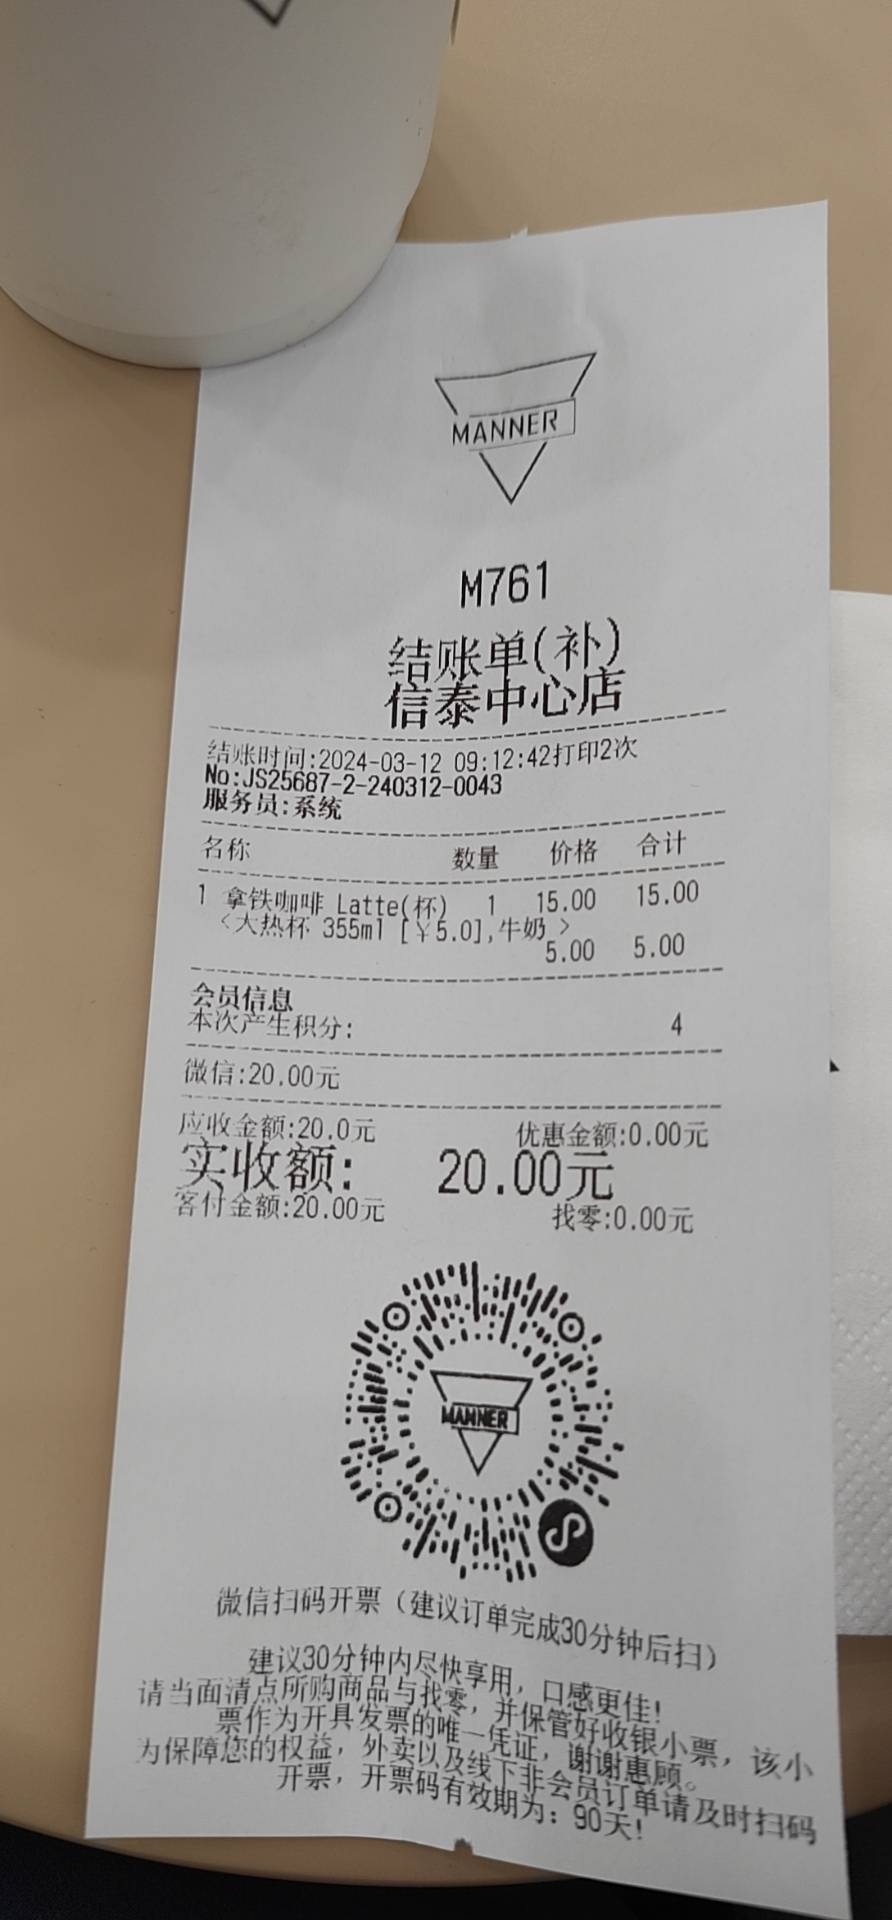 MANNER
M761
结账单(补)
信泰中心店
结账时间:2024-03-12 09:12:42打印2次
No:JS25687-2-240312-0043
服务员:系统
名称 数量 价格 合计
1 拿铁咖啡 Latte(杯) 1 15.00 15.00
<大热杯 355ml [￥5.0],牛奶 >
5.00 5.00
会员信息
本次产生积分: 4
微信:20.00元
应收金额:20.0元 优惠金额:0.00元
实收额: 20.00元
客付金额:20.00元 找零:0.00元
MANNER
微信扫码开票（建议订单完成30分钟后扫）
建议30分钟内尽快享用，口感更佳！
请当面清点所购商品与找零，并保管好收银小票，该小
票作为开具发票的唯一凭证，谢谢惠顾。
为保障您的权益，外卖以及线下非会员订单请及时扫码
开票，开票码有效期为：90天！